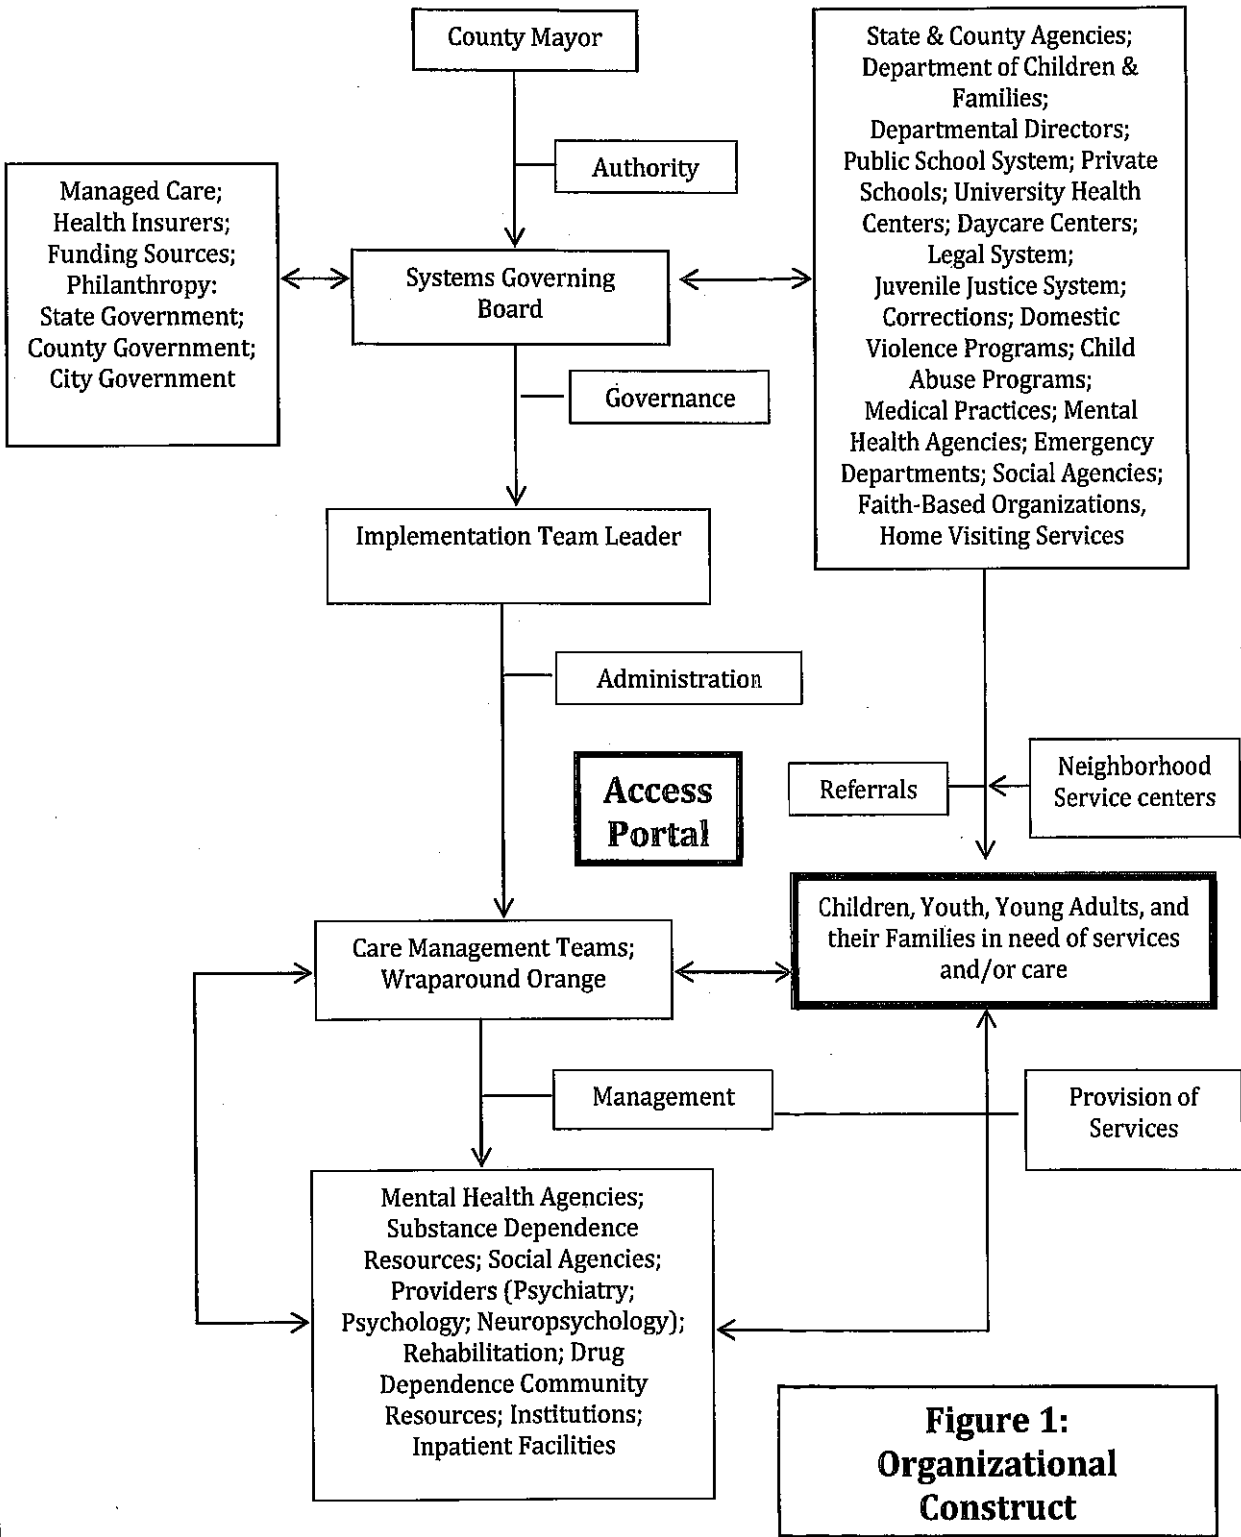 County Mayor
State & County Agencies;
Department of Children &
Families;
Departmental Directors;
Public School System; Private
Schools; University Health
Centers; Daycare Centers;
Legal System;
Juvenile Justice System;
Corrections; Domestic
Violence Programs; Child
Abuse Programs;
Medical Practices; Mental
Health Agencies; Emergency
Departments; Social Agencies;
Faith-Based Organizations,
Home Visiting Services
Authority
Managed Care;
Health Insurers;
Funding Sources;
Philanthropy:
State Government;
County Government;
City Government
Systems Governing
Board
Governance
Implementation Team Leader
Administration
Access
Portal
Referrals
Neighborhood
Service centers
Care Management Teams;
Wraparound Orange
Children, Youth, Young Adults, and
their Families in need of services
and/or care
Management
Provision of
Services
Mental Health Agencies;
Substance Dependence
Resources; Social Agencies;
Providers (Psychiatry;
Psychology; Neuropsychology);
Rehabilitation; Drug
Dependence Community
Resources; Institutions;
Inpatient Facilities
Figure 1:
Organizational
Construct